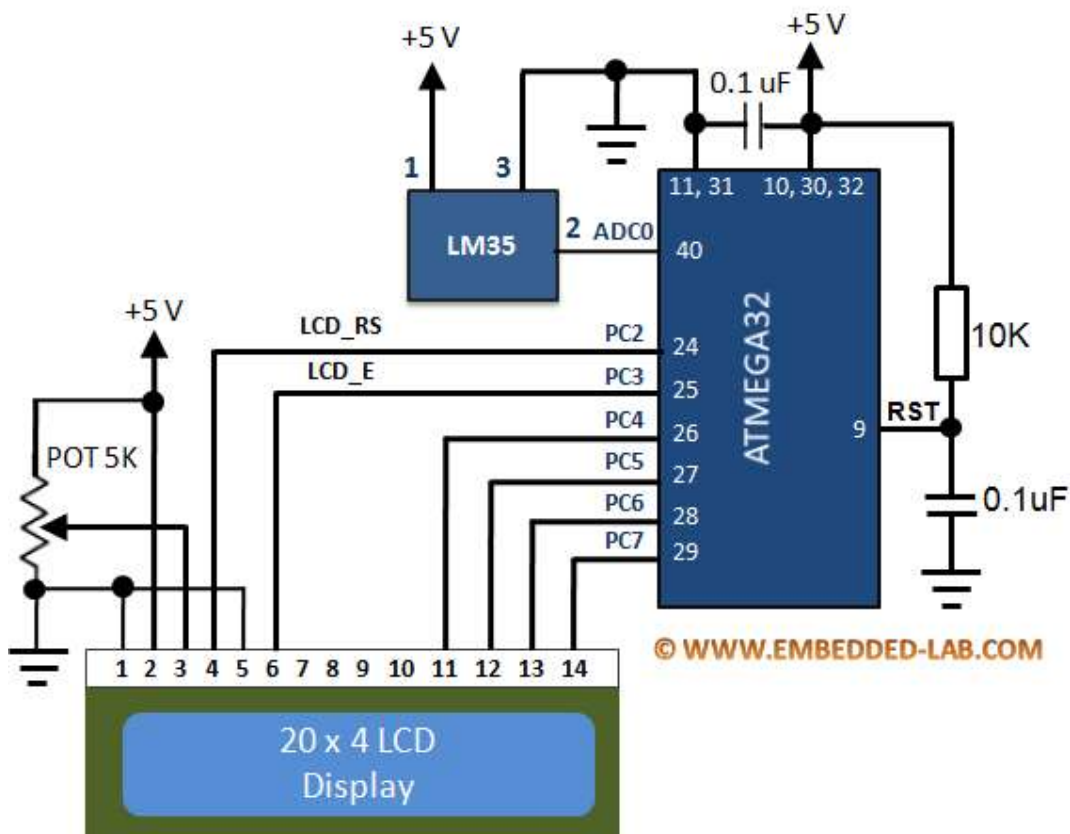 +5 V
+5 V
0.1 uF
1
3
11, 31
10, 30, 32
LM35
2
ADC0
40
+5 V
LCD_RS
PC2
24
ATMEGA32
10K
LCD_E
PC3
25
RST
9
PC4
26
POT 5K
PC5
27
0.1uF
PC6
28
PC7
29
© WWW.EMBEDDED-LAB.COM
1 2 3 4 5 6 7 8 9 10 11 12 13 14
20 x 4 LCD
Display